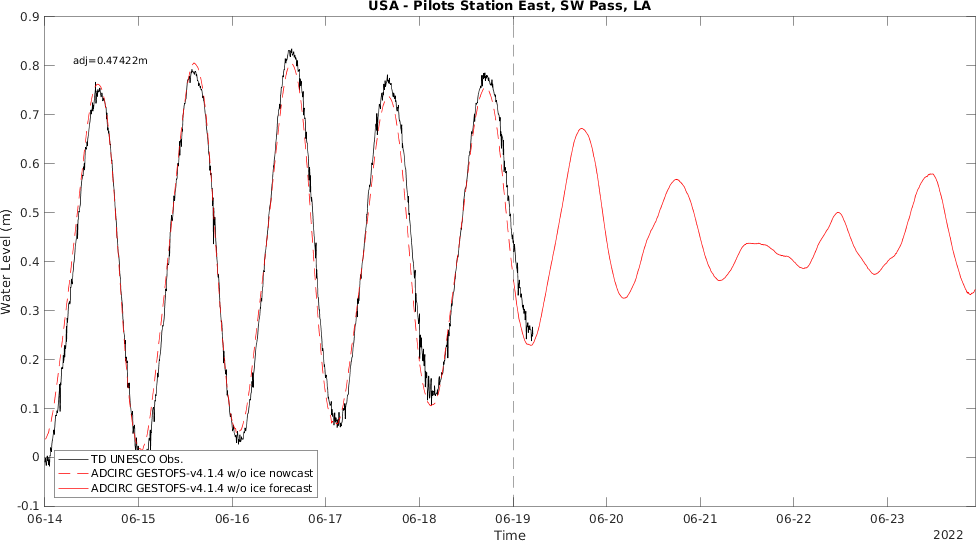 USA - Pilots Station East, SW Pass, LA
adj=0.47422m
0.9
0.8
0.7
0.6
0.5
0.4
0.3
0.2
0.1
0
-0.1
Water Level (m)
TD UNESCO Obs.
ADCIRC GESTOFS-v4.1.4 w/o ice nowcast
ADCIRC GESTOFS-v4.1.4 w/o ice forecast
06-14 06-15 06-16 06-17 06-18 06-19 06-20 06-21 06-22 06-23
Time
2022